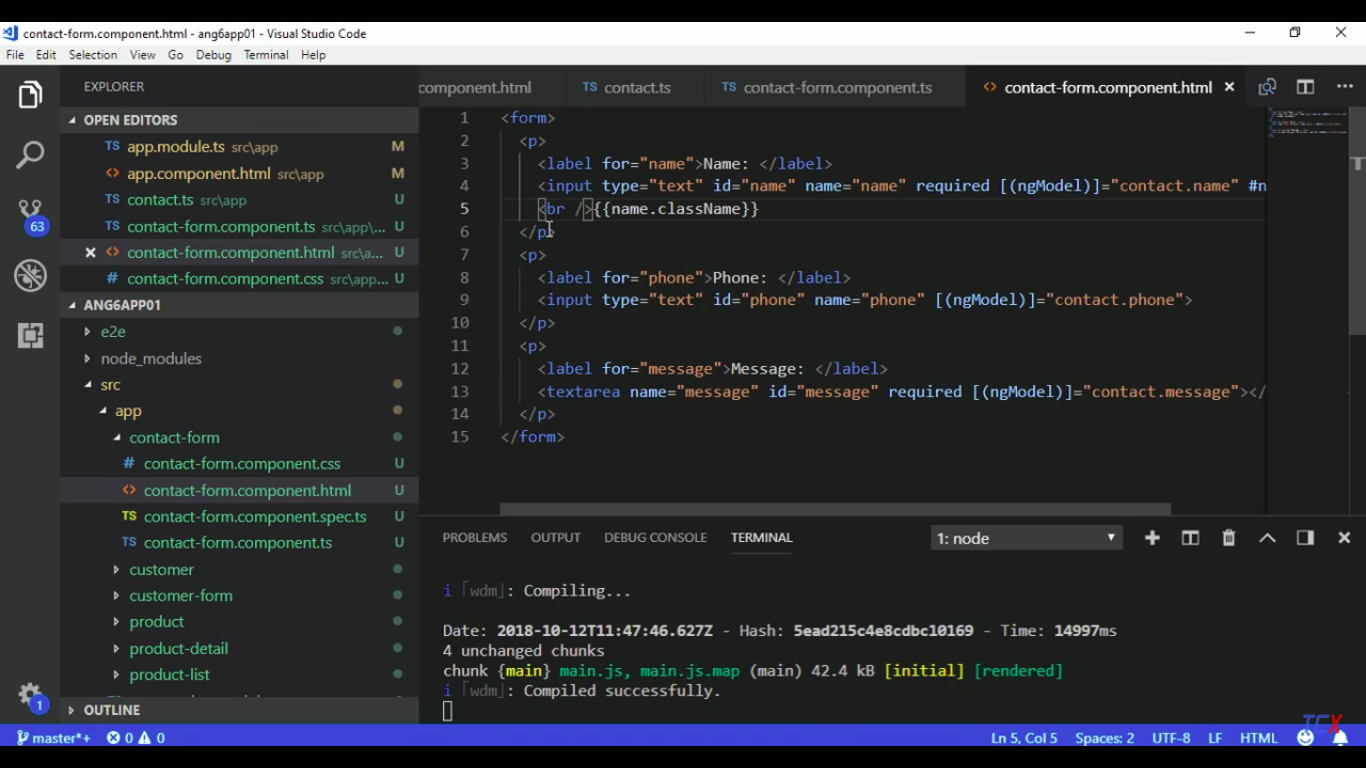 contact-form.component.html - ang6app01 - Visual Studio Code
File Edit Selection View Go Debug Terminal Help
EXPLORER
OPEN EDITORS
TS app.module.ts src\app M
<> app.component.html src\app M
TS contact.ts src\app U
TS contact-form.component.ts src\app\... U
× <> contact-form.component.html src\a... U
# contact-form.component.css src\app... U
ANG6APP01
e2e
node_modules
src
app
contact-form
# contact-form.component.css U
<> contact-form.component.html U
TS contact-form.component.spec.ts U
TS contact-form.component.ts U
customer
customer-form
product
product-detail
product-list
OUTLINE
63
1
component.html TS contact.ts TS contact-form.component.ts <> contact-form.component.html ×
1 <form>
2 <p>
3 <label for="name">Name: </label>
4 <input type="text" id="name" name="name" required [(ngModel)]="contact.name" #n
5 <br />{{name.className}}
6 </p>
7 <p>
8 <label for="phone">Phone: </label>
9 <input type="text" id="phone" name="phone" [(ngModel)]="contact.phone">
10 </p>
11 <p>
12 <label for="message">Message: </label>
13 <textarea name="message" id="message" required [(ngModel)]="contact.message"></
14 </p>
15 </form>
PROBLEMS OUTPUT DEBUG CONSOLE TERMINAL 1: node
i ｢wdm｣: Compiling...
Date: 2018-10-12T11:47:46.627Z - Hash: 5ead215c4e8cdbc10169 - Time: 14997ms
4 unchanged chunks
chunk {main} main.js, main.js.map (main) 42.4 kB [initial] [rendered]
i ｢wdm｣: Compiled successfully.
master*+ 0 0 Ln 5, Col 5 Spaces: 2 UTF-8 LF HTML
TCX